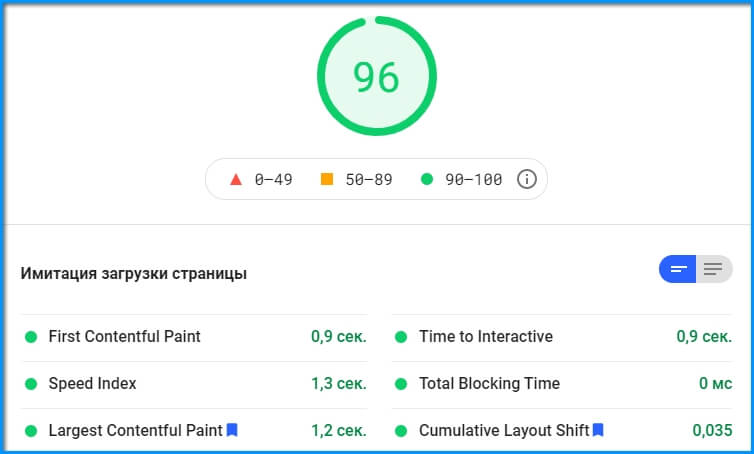 96
0–49 50–89 90–100
Имитация загрузки страницы
First Contentful Paint 0,9 сек.
Time to Interactive 0,9 сек.
Speed Index 1,3 сек.
Total Blocking Time 0 мс
Largest Contentful Paint 1,2 сек.
Cumulative Layout Shift 0,035